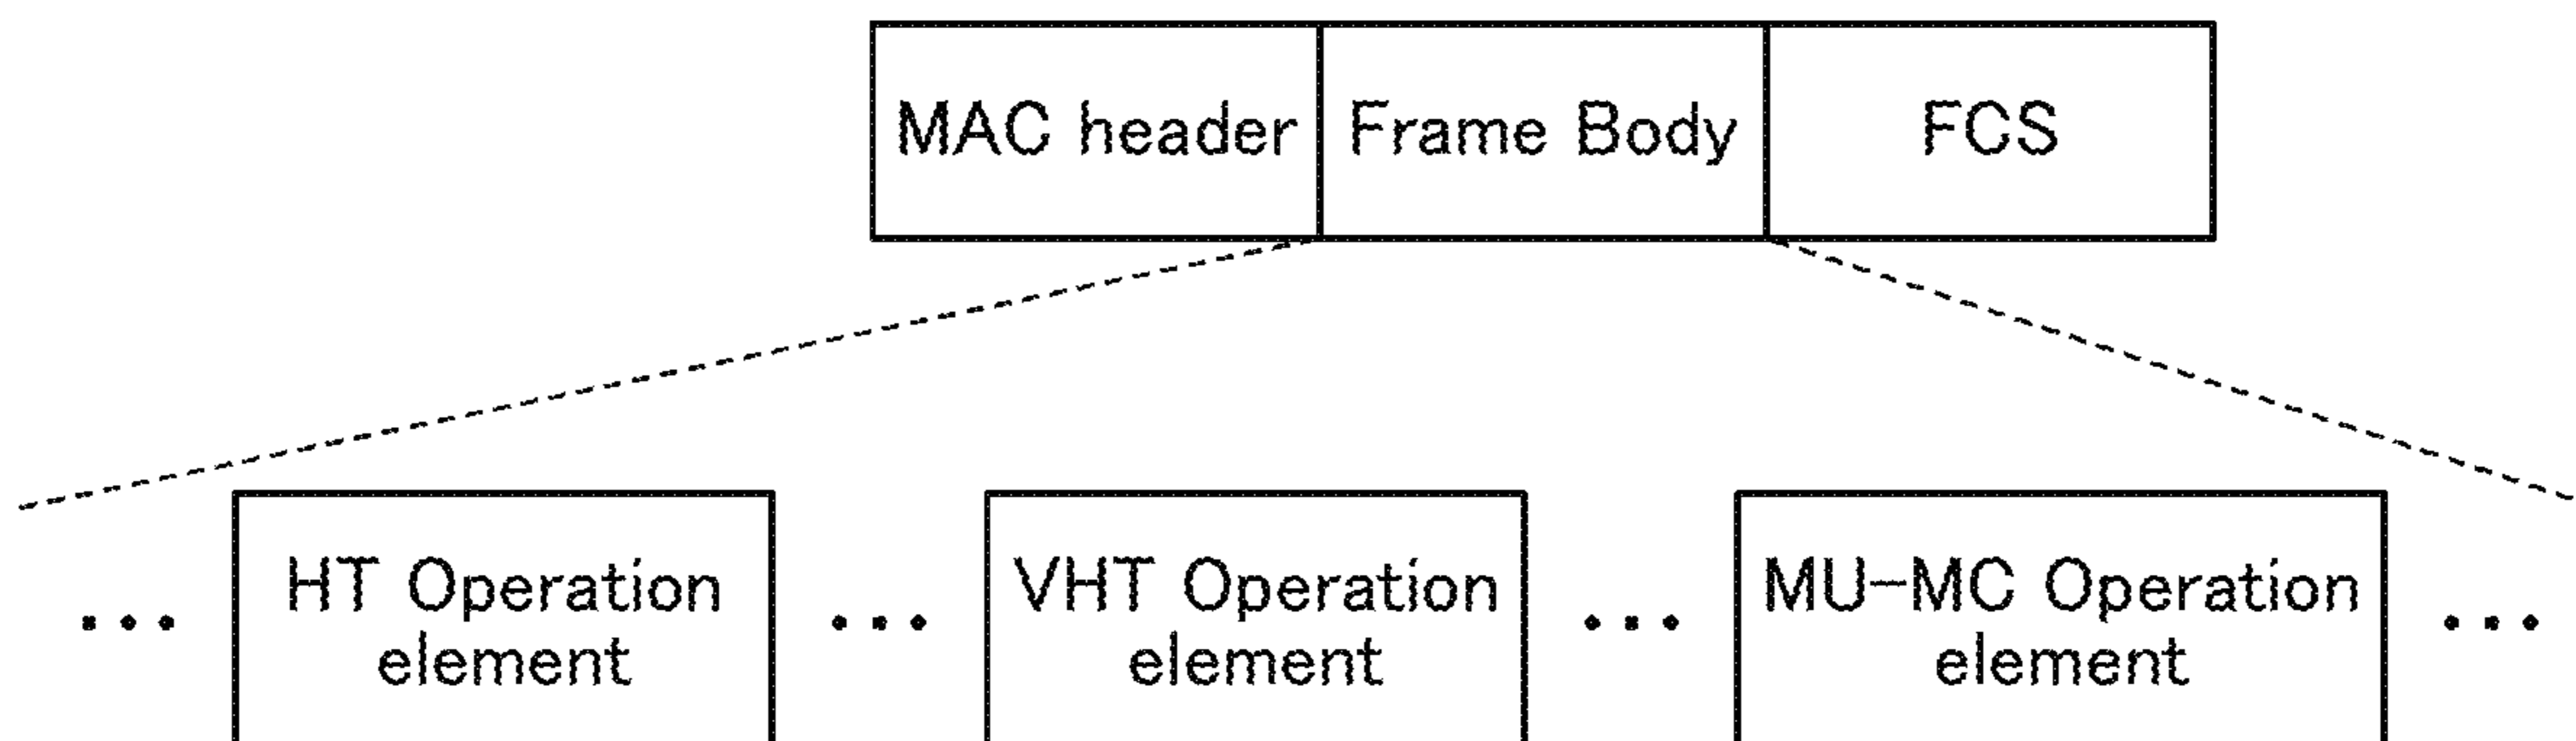 MAC header Frame Body FCS
... HT Operation ... VHT Operation ... MU-MC Operation ...
element element element